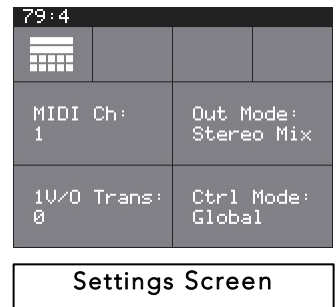 79:4
MIDI Ch:
1
Out Mode:
Stereo Mix
1V/O Trans:
0
Ctrl Mode:
Global
Settings Screen